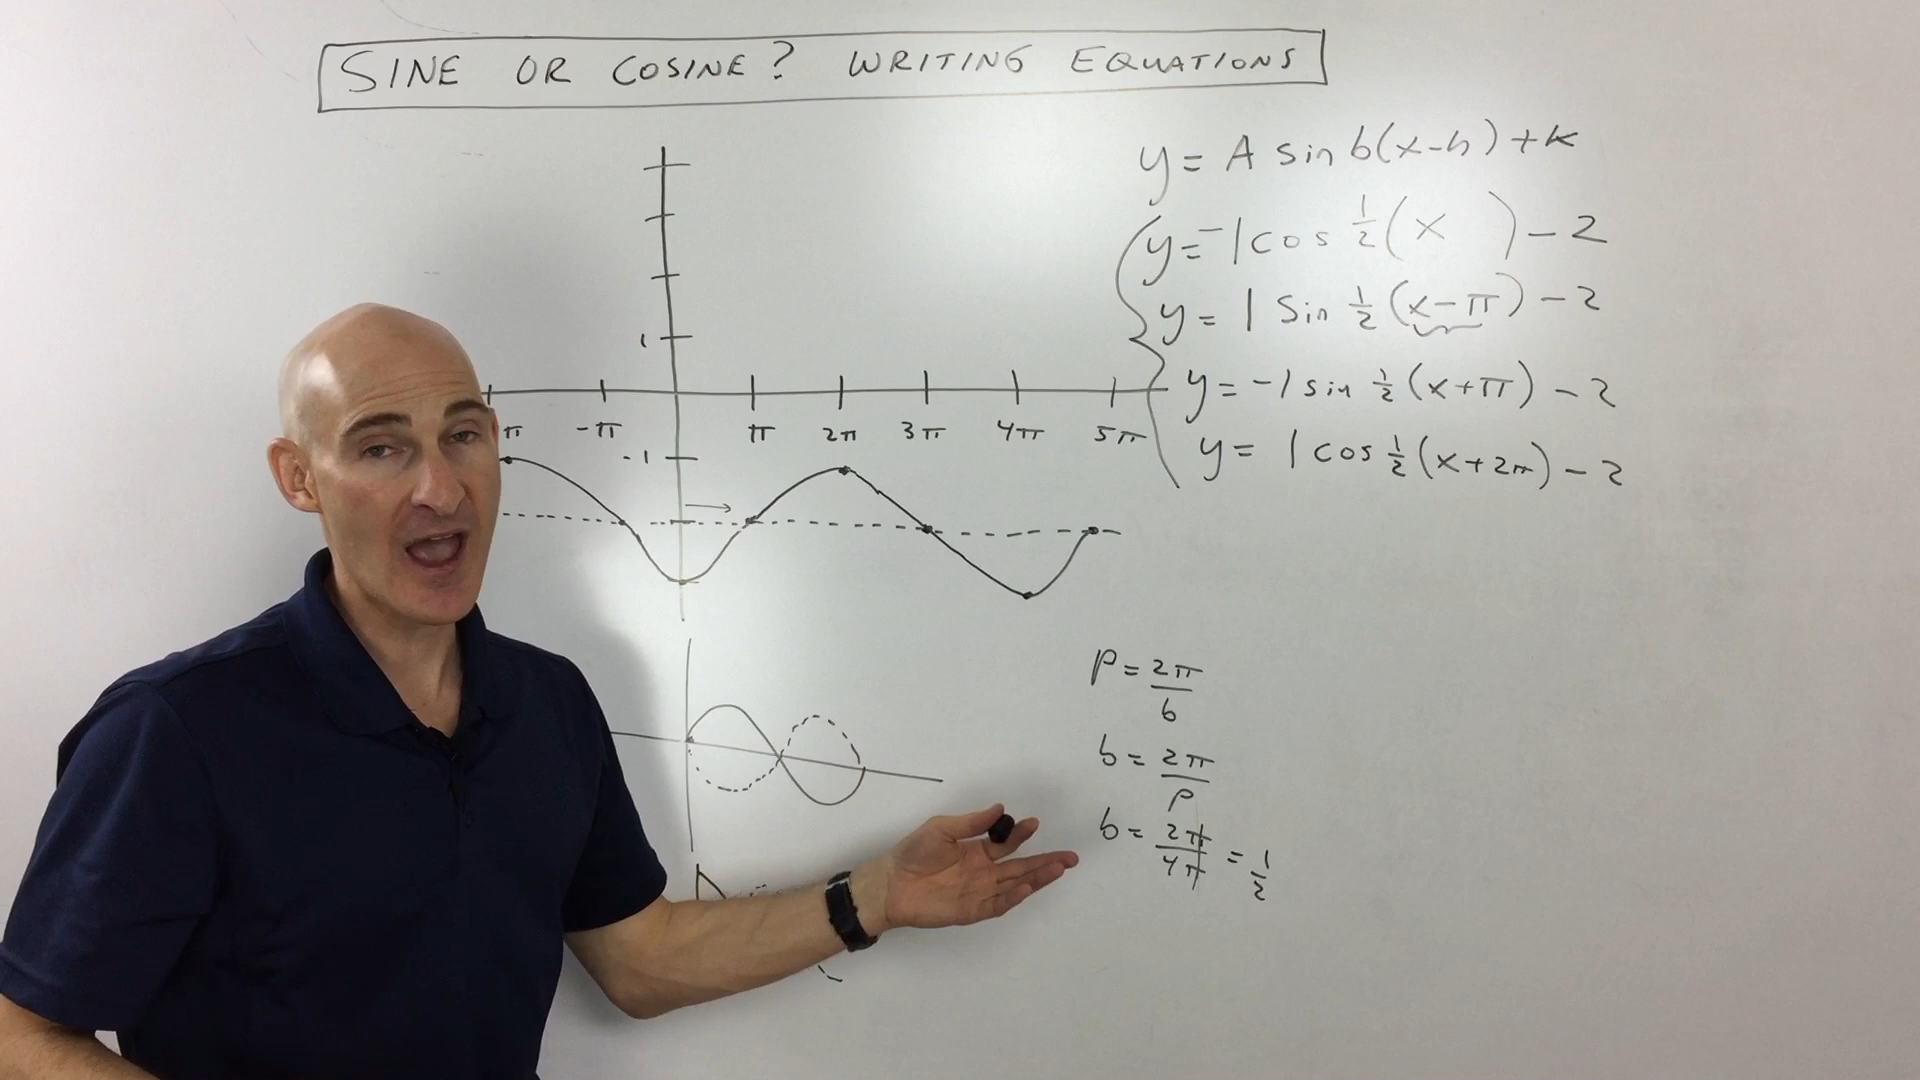 SINE OR COSINE? WRITING EQUATIONS
y = A sin b(x-h) + k
y = -1 cos 1/2 (x ) - 2
y = 1 sin 1/2 (x - π) - 2
y = -1 sin 1/2 (x + π) - 2
y = 1 cos 1/2 (x + 2π) - 2
1
π -π π 2π 3π 4π 5π
-1
P = 2π/b
b = 2π/P
b = 2π/4π = 1/2